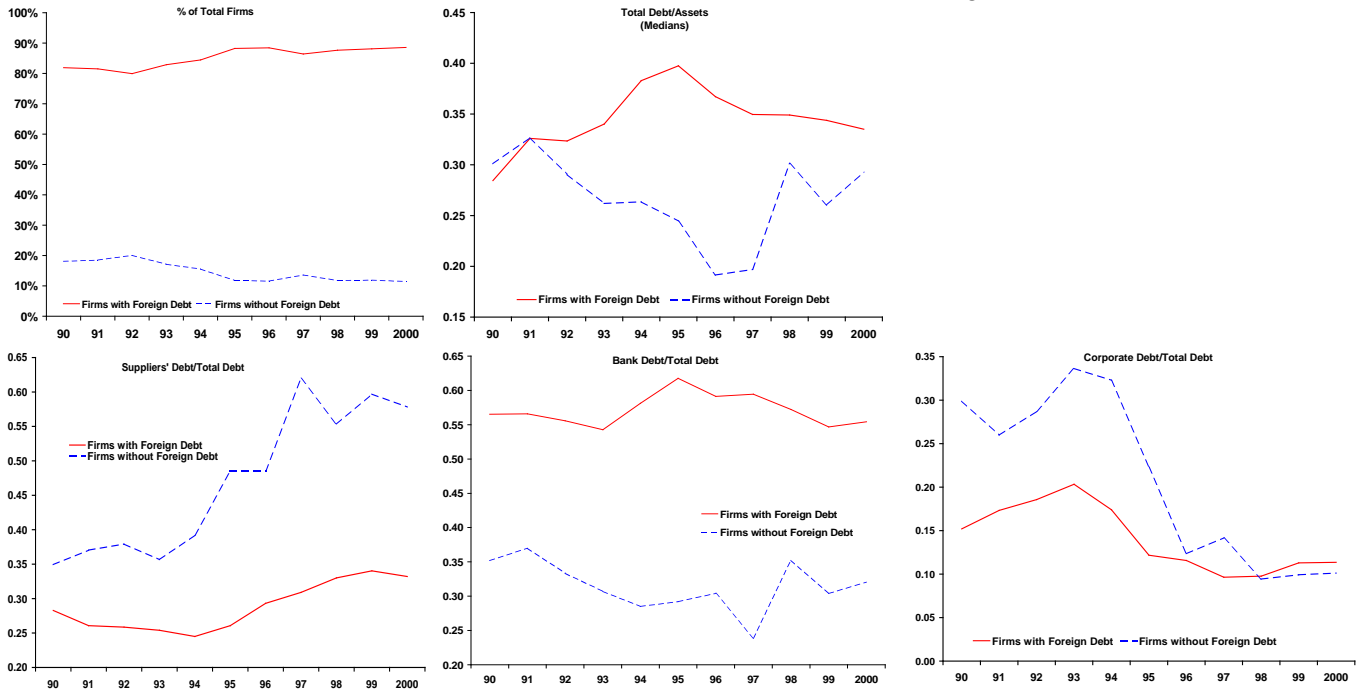 % of Total Firms
100%
90%
80%
70%
60%
50%
40%
30%
20%
10%
0%
Firms with Foreign Debt Firms without Foreign Debt
90 91 92 93 94 95 96 97 98 99 2000
Total Debt/Assets
(Medians)
0.45
0.40
0.35
0.30
0.25
0.20
0.15
Firms with Foreign Debt Firms without Foreign Debt
90 91 92 93 94 95 96 97 98 99 2000
Suppliers' Debt/Total Debt
0.65
0.60
0.55
0.50
0.45
0.40
0.35
0.30
0.25
0.20
Firms with Foreign Debt
Firms without Foreign Debt
90 91 92 93 94 95 96 97 98 99 2000
Bank Debt/Total Debt
0.65
0.60
0.55
0.50
0.45
0.40
0.35
0.30
0.25
0.20
Firms with Foreign Debt
Firms without Foreign Debt
90 91 92 93 94 95 96 97 98 99 2000
Corporate Debt/Total Debt
0.35
0.30
0.25
0.20
0.15
0.10
0.05
0.00
Firms with Foreign Debt Firms without Foreign Debt
90 91 92 93 94 95 96 97 98 99 2000